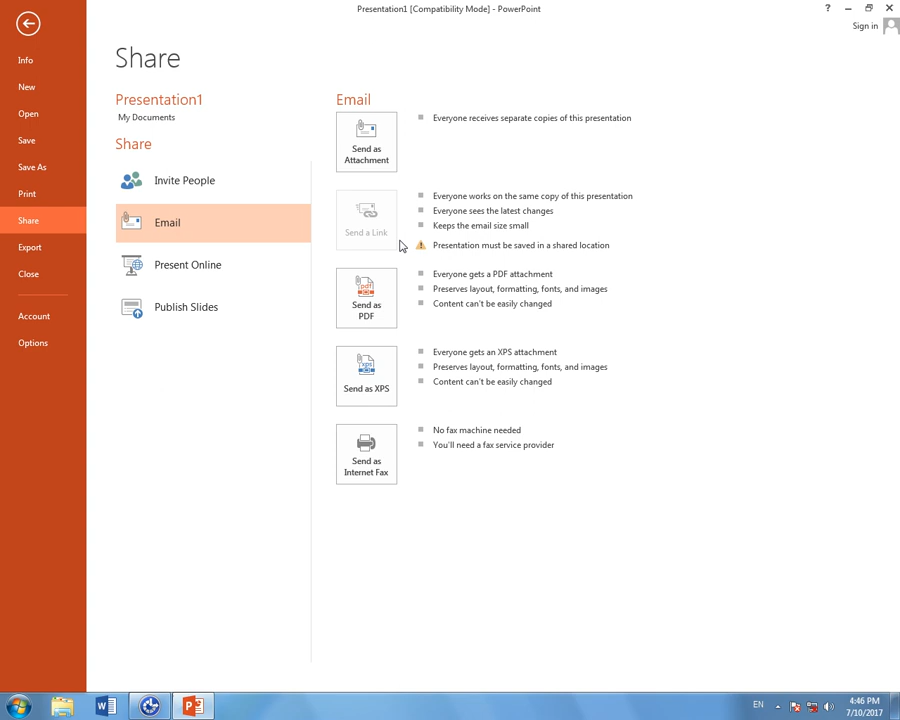 Presentation1 [Compatibility Mode] - PowerPoint
?
Sign in
Info
New
Open
Save
Save As
Print
Share
Export
Close
Account
Options
Share
Presentation1
My Documents
Share
Invite People
Email
Present Online
Publish Slides
Email
Send as
Attachment
Everyone receives separate copies of this presentation
Send a Link
Everyone works on the same copy of this presentation
Everyone sees the latest changes
Keeps the email size small
Presentation must be saved in a shared location
pdf
Send as
PDF
Everyone gets a PDF attachment
Preserves layout, formatting, fonts, and images
Content can't be easily changed
xps
Send as XPS
Everyone gets an XPS attachment
Preserves layout, formatting, fonts, and images
Content can't be easily changed
Send as
Internet Fax
No fax machine needed
You'll need a fax service provider
EN
4:46 PM
7/10/2017